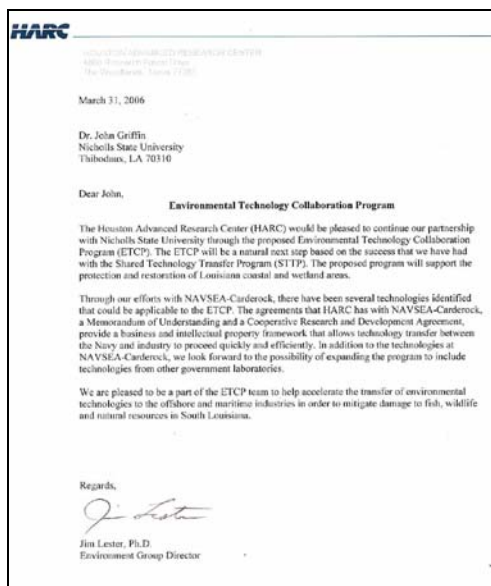 HARC
HOUSTON ADVANCED RESEARCH CENTER
The Woodlands, Texas
March 31, 2006
Dr. John Griffin
Nicholls State University
Thibodaux, LA 70310
Dear John,
Environmental Technology Collaboration Program
The Houston Advanced Research Center (HARC) would be pleased to continue our partnership
with Nicholls State University through the proposed Environmental Technology Collaboration
Program (ETCP). The ETCP will be a natural next step based on the success that we have had
with the Shared Technology Transfer Program (STTP). The proposed program will support the
protection and restoration of Louisiana coastal and wetland areas.
Through our efforts with NAVSEA-Carderock, there have been several technologies identified
that could be applicable to the ETCP. The agreements that HARC has with NAVSEA-Carderock,
a Memorandum of Understanding and a Cooperative Research and Development Agreement,
provide a business and intellectual property framework that allows technology transfer between
the Navy and industry to proceed quickly and efficiently. In addition to the technologies at
NAVSEA-Carderock, we look forward to the possibility of expanding the program to include
technologies from other government laboratories.
We are pleased to be a part of the ETCP team to help accelerate the transfer of environmental
technologies to the offshore and maritime industries in order to mitigate damage to fish, wildlife
and natural resources in South Louisiana.
Regards,
Jim Lester
Jim Lester, Ph.D.
Environment Group Director